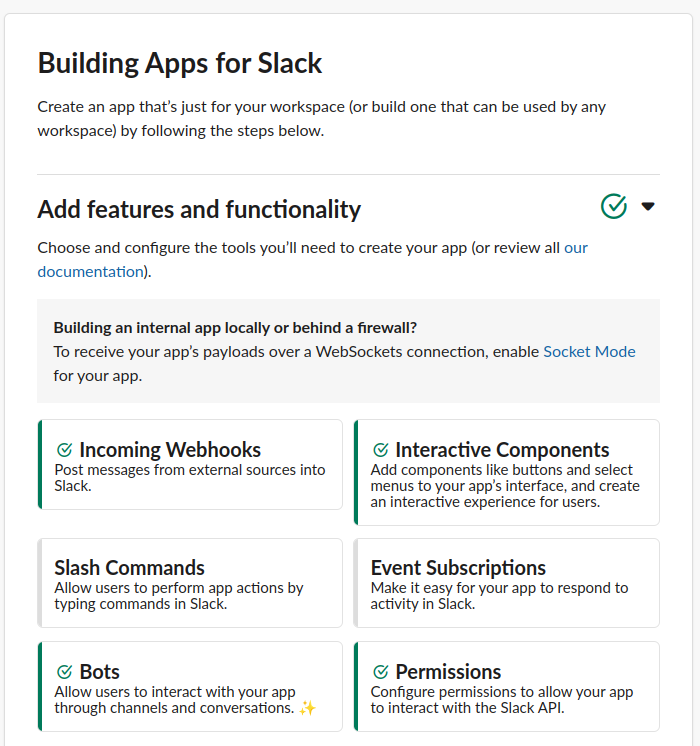 Building Apps for Slack
Create an app that’s just for your workspace (or build one that can be used by any
workspace) by following the steps below.
Add features and functionality
Choose and configure the tools you’ll need to create your app (or review all our
documentation).
Building an internal app locally or behind a firewall?
To receive your app’s payloads over a WebSockets connection, enable Socket Mode
for your app.
Incoming Webhooks
Post messages from external sources into
Slack.
Interactive Components
Add components like buttons and select
menus to your app’s interface, and create
an interactive experience for users.
Slash Commands
Allow users to perform app actions by
typing commands in Slack.
Event Subscriptions
Make it easy for your app to respond to
activity in Slack.
Bots
Allow users to interact with your app
through channels and conversations. ✨
Permissions
Configure permissions to allow your app
to interact with the Slack API.